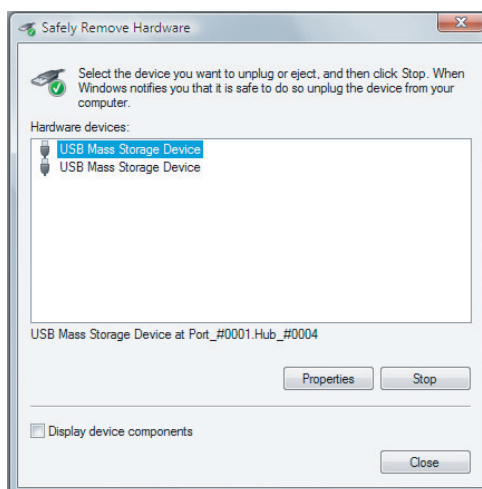 Safely Remove Hardware
Select the device you want to unplug or eject, and then click Stop. When
Windows notifies you that it is safe to do so unplug the device from your
computer.
Hardware devices:
USB Mass Storage Device
USB Mass Storage Device
USB Mass Storage Device at Port_#0001.Hub_#0004
Properties
Stop
Display device components
Close